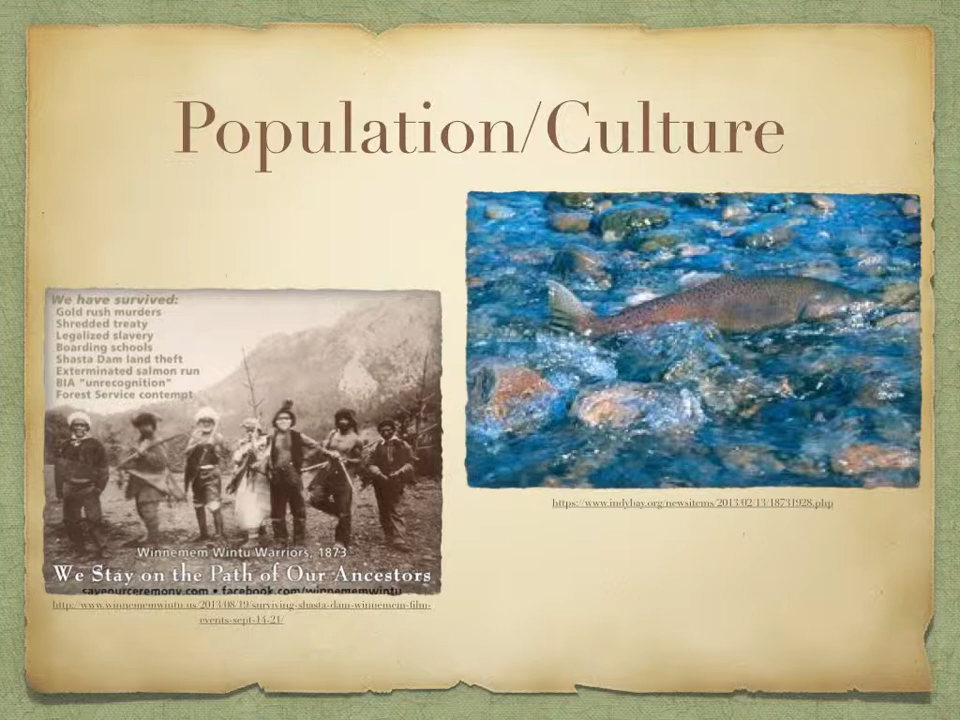 Population/Culture
We have survived:
Gold rush murders
Shredded treaty
Legalized slavery
Boarding schools
Shasta Dam land theft
Exterminated salmon run
BIA "unrecognition"
Forest Service contempt
Winnemem Wintu Warriors, 1873
We Stay on the Path of Our Ancestors
saveourceremony.com • facebook.com/winnememwintu
http://www.winnememwintu.us/2013/08/19/surviving-shasta-dam-winnemem-film-
events-sept-14-21/
https://www.indybay.org/newsitems/2013/02/13/18731928.php